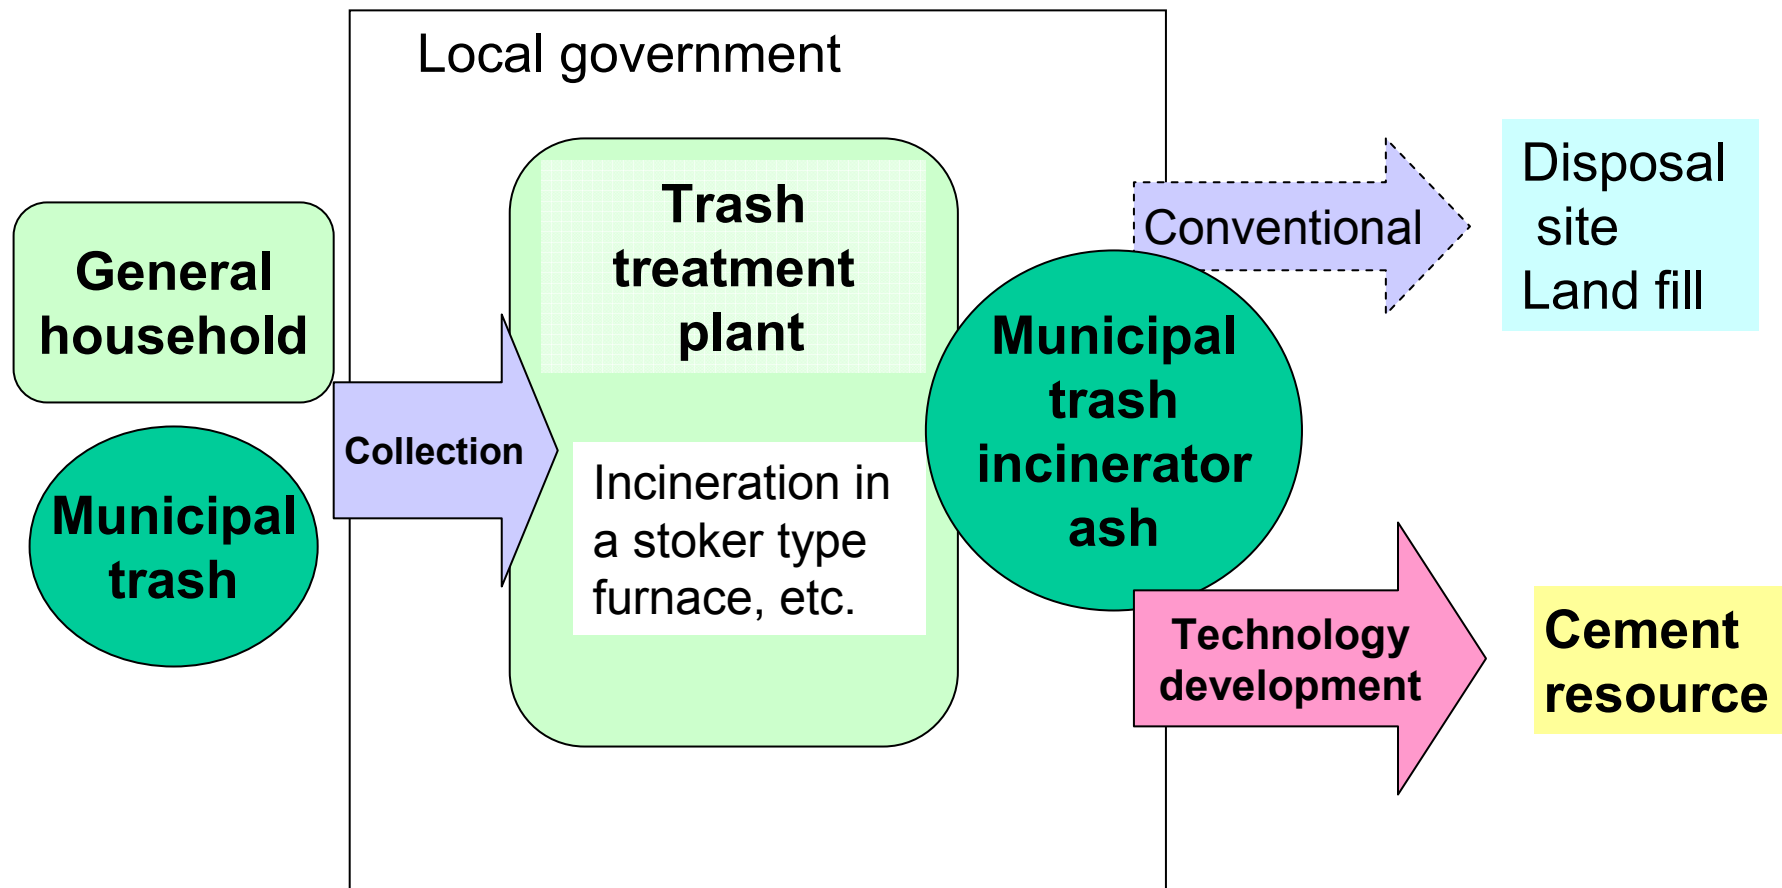 Local government
General
household
Municipal
trash
Collection
Trash
treatment
plant
Incineration in
a stoker type
furnace, etc.
Municipal
trash
incinerator
ash
Conventional
Disposal
site
Land fill
Technology
development
Cement
resource